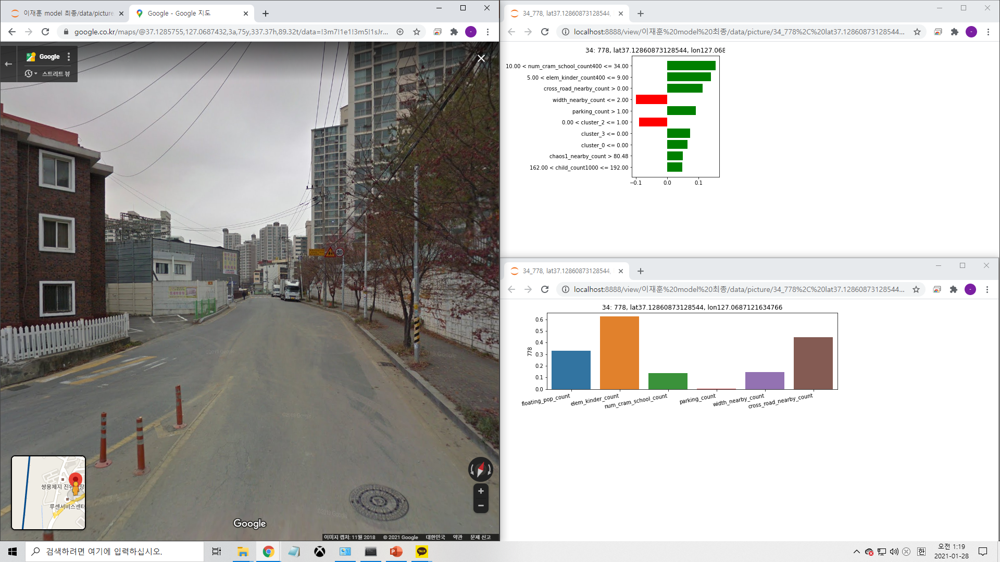 이재훈 model 최종/data/picture
Google - Google 지도
google.co.kr/maps/@37.1285755,127.0687432,3a,75y,337.37h,89.32t/data=!3m7!1e1!3m5!1sJr...
Google
스트리트 뷰
30
©2019 Google
©2019 Google
©2019 Google
쌍용제지 진위
장
루센서비스센터
Google
이미지 캡처: 11월 2018 © 2021 Google 대한민국 약관 문제 신고
34_778, lat37.12860873128544,
localhost:8888/view/이재훈%20model%20최종/data/picture/34_778%2C%20lat37.12860873128544...
34: 778, lat37.12860873128544, lon127.068
10.00 < num_cram_school_count400 <= 34.00
5.00 < elem_kinder_count400 <= 9.00
cross_road_nearby_count > 0.00
width_nearby_count <= 2.00
parking_count > 1.00
0.00 < cluster_2 <= 1.00
cluster_3 <= 0.00
cluster_0 <= 0.00
chaos1_nearby_count > 80.48
162.00 < child_count1000 <= 192.00
−0.1 0.0 0.1
34_778, lat37.12860873128544,
localhost:8888/view/이재훈%20model%20최종/data/picture/34_778%2C%20lat37.12860873128544...
34: 778, lat37.12860873128544, lon127.0687121634766
0.6
0.5
0.4
0.3
0.2
0.1
0.0
778
floating_pop_count
elem_kinder_count
num_cram_school_count
parking_count
width_nearby_count
cross_road_nearby_count
검색하려면 여기에 입력하십시오.
TALK
한
오전 1:19
2021-01-28